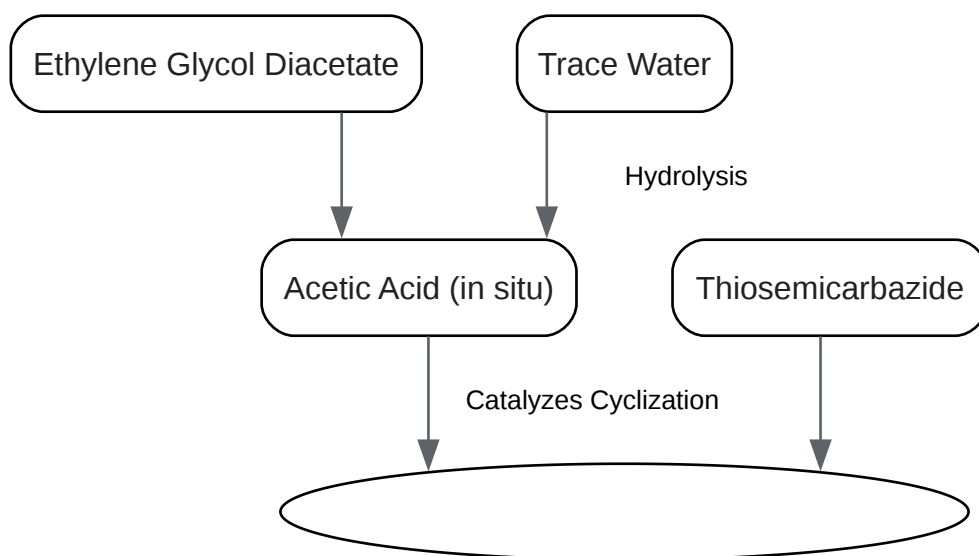 Ethylene Glycol Diacetate
Trace Water
Hydrolysis
Acetic Acid (in situ)
Thiosemicarbazide
Catalyzes Cyclization